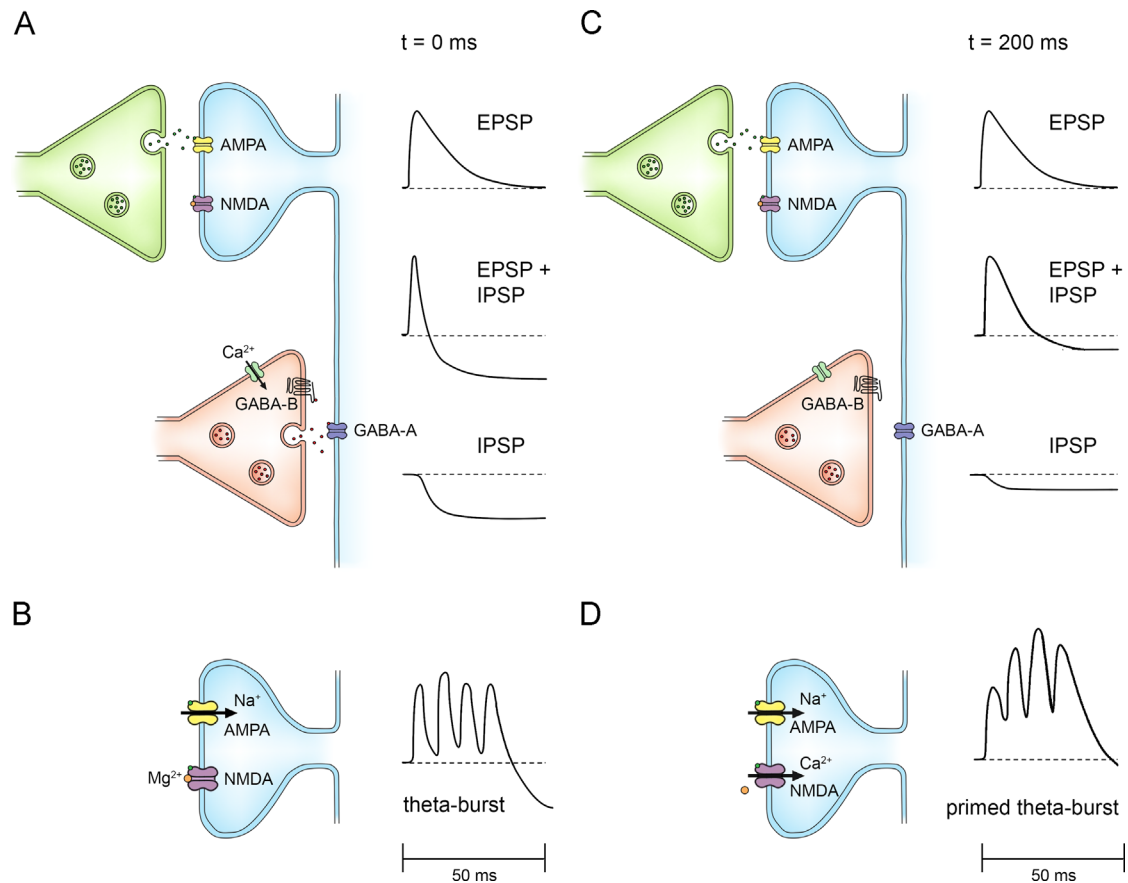 A
t = 0 ms
EPSP
AMPA
NMDA
EPSP +
IPSP
Ca²⁺
GABA-B
GABA-A
IPSP
B
Na⁺
AMPA
Mg²⁺
NMDA
theta-burst
50 ms
C
t = 200 ms
EPSP
AMPA
NMDA
EPSP +
IPSP
GABA-B
GABA-A
IPSP
D
Na⁺
AMPA
Ca²⁺
NMDA
primed theta-burst
50 ms